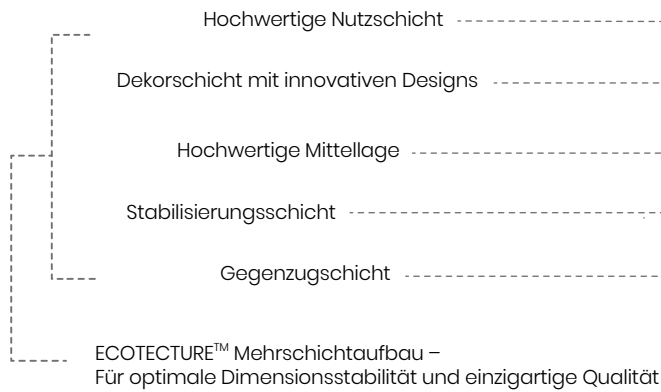 Hochwertige Nutzschicht
Dekorschicht mit innovativen Designs
Hochwertige Mittellage
Stabilisierungsschicht
Gegenzugschicht
ECOTECTURE™ Mehrschichtaufbau –
Für optimale Dimensionsstabilität und einzigartige Qualität